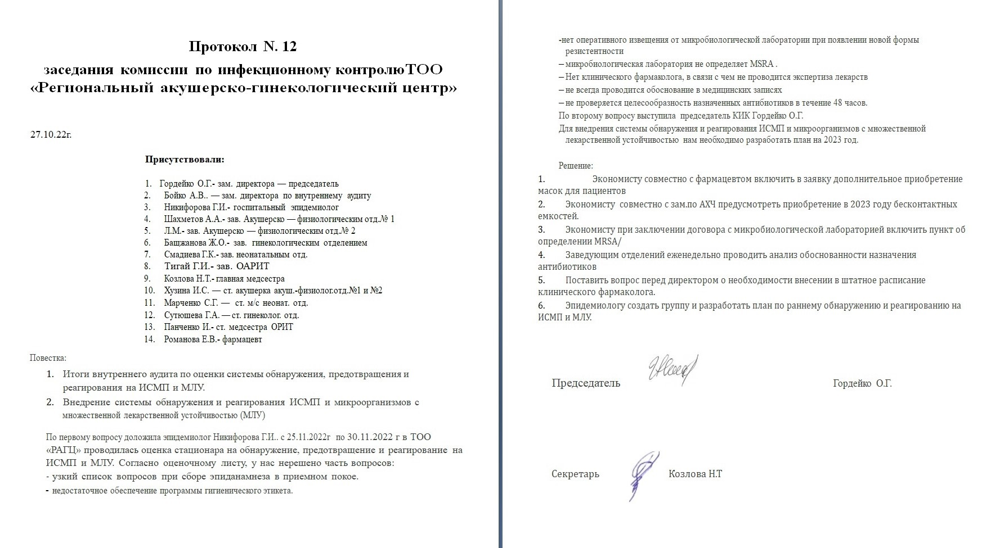 Протокол N. 12
заседания комиссии по инфекционному контролюТОО
«Региональный акушерско-гинекологический центр»
27.10.22г.
Присутствовали:
1. Гордейко О.Г.- зам. директора — председатель
2. Бойко А.В.. — зам. директора по внутреннему аудиту
3. Никифорова Г.И.- госпитальный эпидемиолог
4. Шахметов А.А.- зав. Акушерско — физиологическим отд.№ 1
5. Л.М.- зав. Акушерско — физиологическим отд.№ 2
6. Бащжанова Ж.О.- зав. гинекологическим отделением
7. Смадиева Г.К.- зав. неонатальным отд.
8. Тигай Г.И.- зав. ОАРИТ
9. Козлова Н.Т.- главная медсестра
10. Хузина И.С. — ст. акушерка акуш.-физиолог.отд.№1 и №2
11. Марченко С.Г. — ст. м/с неонат. отд.
12. Сутюшева Г.А. — ст. гинеколог. отд.
13. Панченко И.- ст. медсестра ОРИТ
14. Романова Е.В.- фармацевт
Повестка:
1. Итоги внутреннего аудита по оценки системы обнаружения, предотвращения и
реагирования на ИСМП и МЛУ.
2. Внедрение системы обнаружения и реагирования ИСМП и микроорганизмов с
множественной лекарственной устойчивостью (МЛУ)
По первому вопросу доложила эпидемиолог Никифорова Г.И.. с 25.11.2022г по 30.11.2022 г в ТОО
«РАГЦ» проводилась оценка стационара на обнаружение, предотвращение и реагирование на
ИСМП и МЛУ. Согласно оценочному листу, у нас нерешено часть вопросов:
- узкий список вопросов при сборе эпиданамнеза в приемном покое.
- недостаточное обеспечение программы гигиенического этикета.
-нет оперативного извещения от микробиологической лаборатории при появлении новой формы
резистентности
– микробиологическая лаборатория не определяет MSRA .
– Нет клинического фармаколога, в связи с чем не проводится экспертиза лекарств
– не всегда проводится обоснование в медицинских записях
– не проверяется целесообразность назначенных антибиотиков в течение 48 часов.
По второму вопросу выступила председатель КИК Гордейко О.Г.
Для внедрения системы обнаружения и реагирования ИСМП и микроорганизмов с множественной
лекарственной устойчивостью нам необходимо разработать план на 2023 год.
Решение:
1. Экономисту совместно с фармацевтом включить в заявку дополнительное приобретение
масок для пациентов
2. Экономисту совместно с зам.по АХЧ предусмотреть приобретение в 2023 году бесконтактных
емкостей.
3. Экономисту при заключении договора с микробиологической лабораторией включить пункт об
определении MRSA/
4. Заведующим отделений еженедельно проводить анализ обоснованности назначения
антибиотиков
5. Поставить вопрос перед директором о необходимости внесении в штатное расписание
клинического фармаколога.
6. Эпидемиологу создать группу и разработать план по раннему обнаружению и реагированию на
ИСМП и МЛУ.
Председатель Гордейко О.Г.
Секретарь Козлова Н.Т